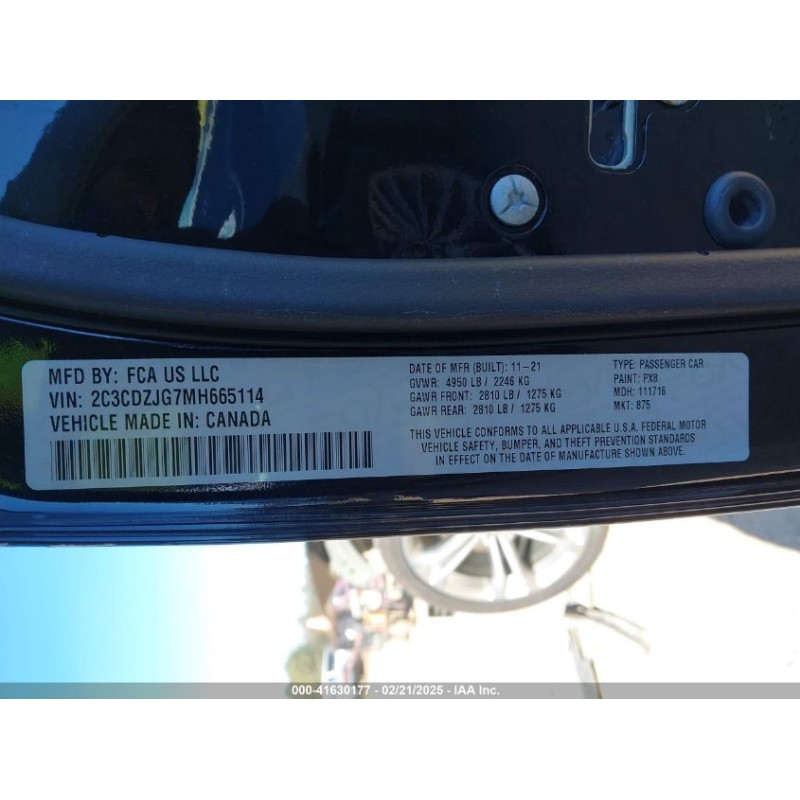 MFD BY: FCA US LLC
VIN: 2C3CDZJG7MH665114
VEHICLE MADE IN: CANADA
DATE OF MFR (BUILT): 11-21
GVWR: 4950 LB / 2246 KG
GAWR FRONT: 2810 LB / 1275 KG
GAWR REAR: 2810 LB / 1275 KG
THIS VEHICLE CONFORMS TO ALL APPLICABLE U.S.A. FEDERAL MOTOR
VEHICLE SAFETY, BUMPER, AND THEFT PREVENTION STANDARDS
IN EFFECT ON THE DATE OF MANUFACTURE SHOWN ABOVE.
TYPE: PASSENGER CAR
PAINT: PX8
MDH: 111716
MKT: 875
000-41630177 -- 02/21/2025 -- IAA Inc.